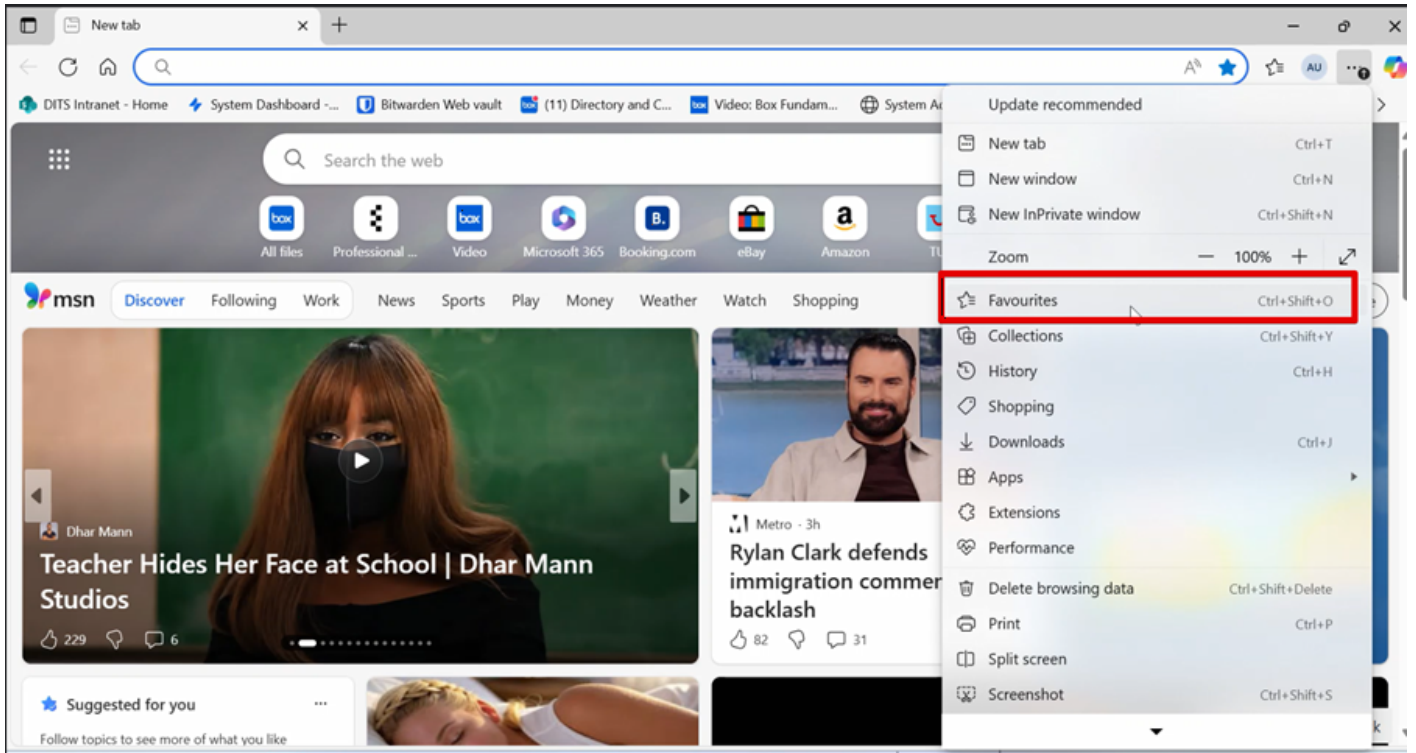 New tab
AU
DITS Intranet - Home
System Dashboard -...
Bitwarden Web vault
(11) Directory and C...
Video: Box Fundam...
System Ac
Search the web
box
box
B.
a
All files
Professional ...
Video
Microsoft 365
Booking.com
eBay
Amazon
TU
msn
Discover
Following
Work
News
Sports
Play
Money
Weather
Watch
Shopping
Dhar Mann
Teacher Hides Her Face at School | Dhar Mann
Studios
229
6
Metro · 3h
Rylan Clark defends
immigration commen
backlash
82
31
Suggested for you
...
Follow topics to see more of what you like
Update recommended
New tab Ctrl+T
New window Ctrl+N
New InPrivate window Ctrl+Shift+N
Zoom 100%
Favourites Ctrl+Shift+O
Collections Ctrl+Shift+Y
History Ctrl+H
Shopping
Downloads Ctrl+J
Apps
Extensions
Performance
Delete browsing data Ctrl+Shift+Delete
Print Ctrl+P
Split screen
Screenshot Ctrl+Shift+S